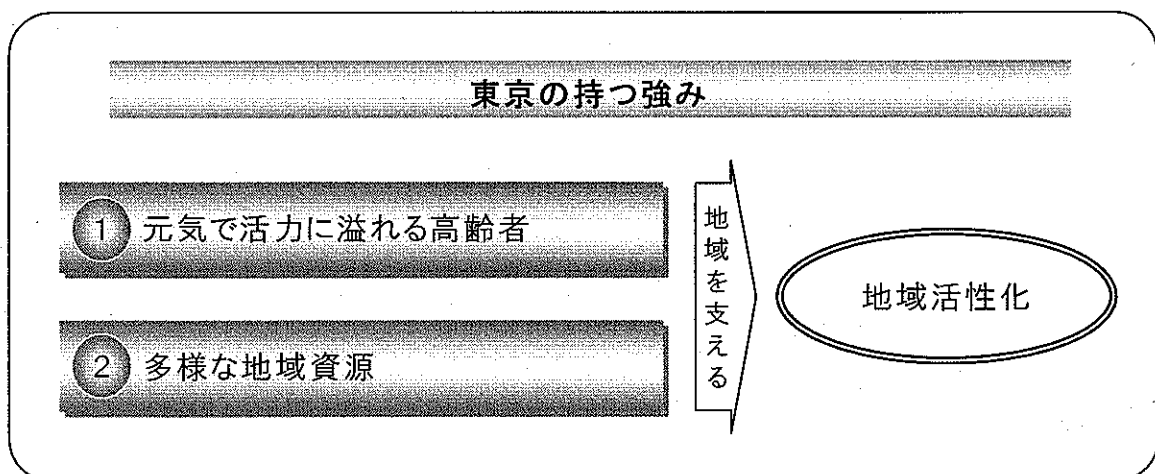 東京の持つ強み
1 元気で活力に溢れる高齢者
2 多様な地域資源
地域を支える
地域活性化